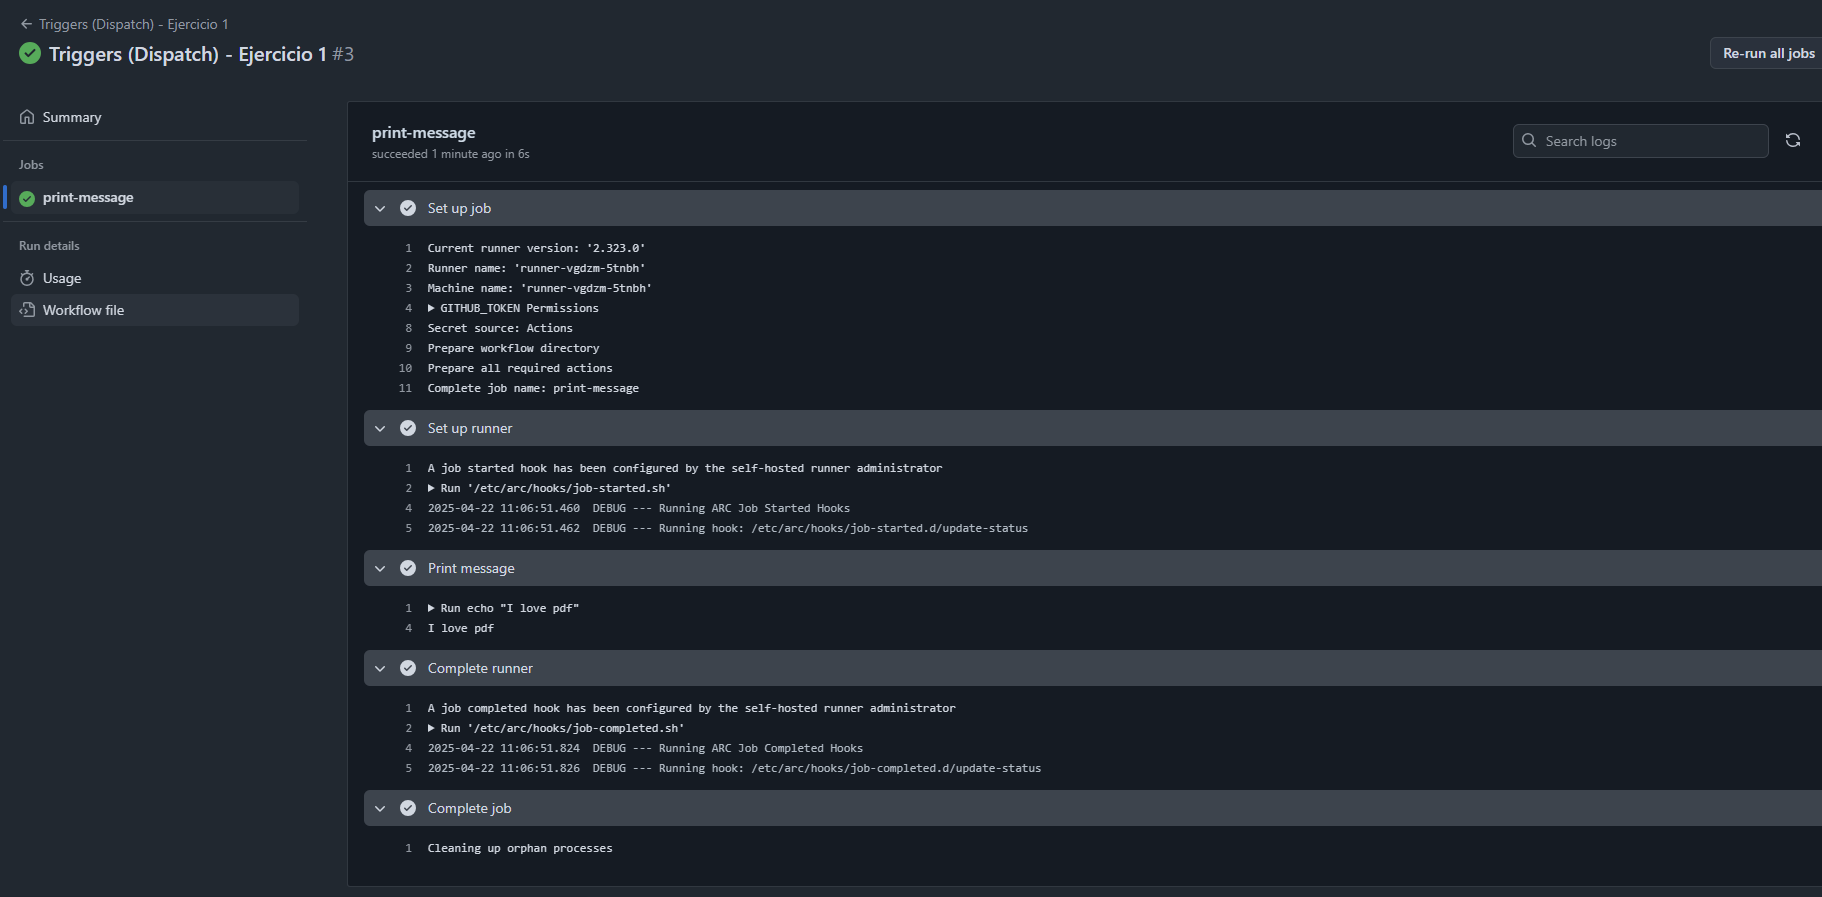 Triggers (Dispatch) - Ejercicio 1
Triggers (Dispatch) - Ejercicio 1 #3
Re-run all jobs
Summary
Jobs
print-message
Run details
Usage
Workflow file
print-message
succeeded 1 minute ago in 6s
Search logs
Set up job
1 Current runner version: '2.323.0'
2 Runner name: 'runner-vgdzm-5tnbh'
3 Machine name: 'runner-vgdzm-5tnbh'
4 GITHUB_TOKEN Permissions
8 Secret source: Actions
9 Prepare workflow directory
10 Prepare all required actions
11 Complete job name: print-message
Set up runner
1 A job started hook has been configured by the self-hosted runner administrator
2 Run '/etc/arc/hooks/job-started.sh'
4 2025-04-22 11:06:51.460 DEBUG --- Running ARC Job Started Hooks
5 2025-04-22 11:06:51.462 DEBUG --- Running hook: /etc/arc/hooks/job-started.d/update-status
Print message
1 Run echo "I love pdf"
4 I love pdf
Complete runner
1 A job completed hook has been configured by the self-hosted runner administrator
2 Run '/etc/arc/hooks/job-completed.sh'
4 2025-04-22 11:06:51.824 DEBUG --- Running ARC Job Completed Hooks
5 2025-04-22 11:06:51.826 DEBUG --- Running hook: /etc/arc/hooks/job-completed.d/update-status
Complete job
1 Cleaning up orphan processes